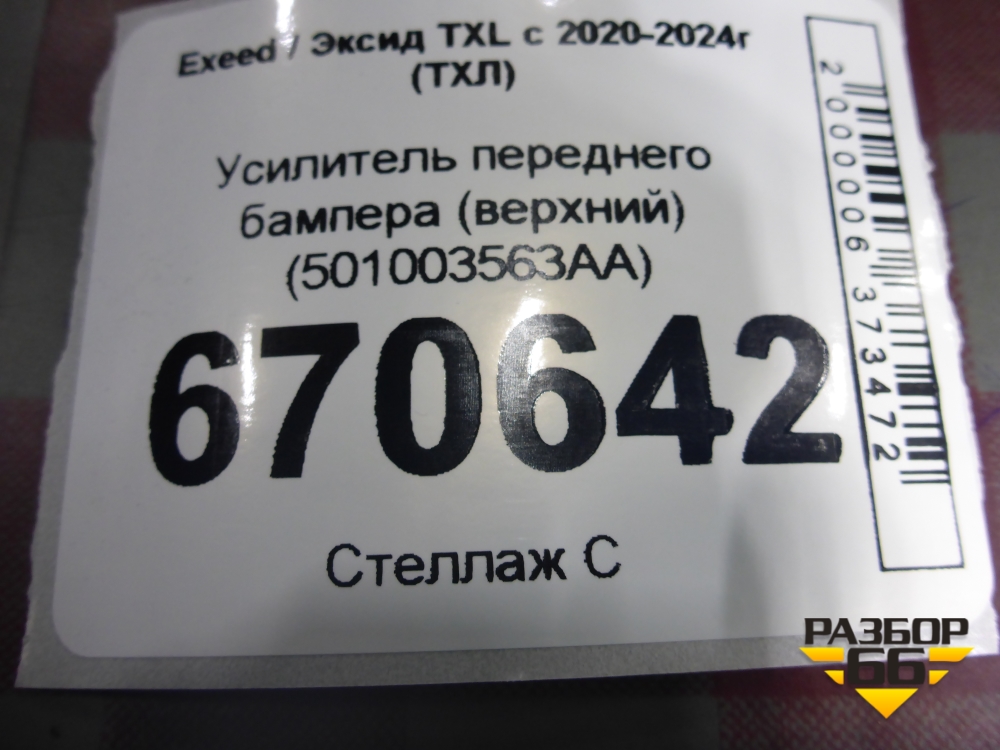 Exeed / Эксид TXL с 2020-2024г
(ТХЛ)
Усилитель переднего
бампера (верхний)
(501003563AA)
670642
Стеллаж С
2000006373472
РАЗБОР
66